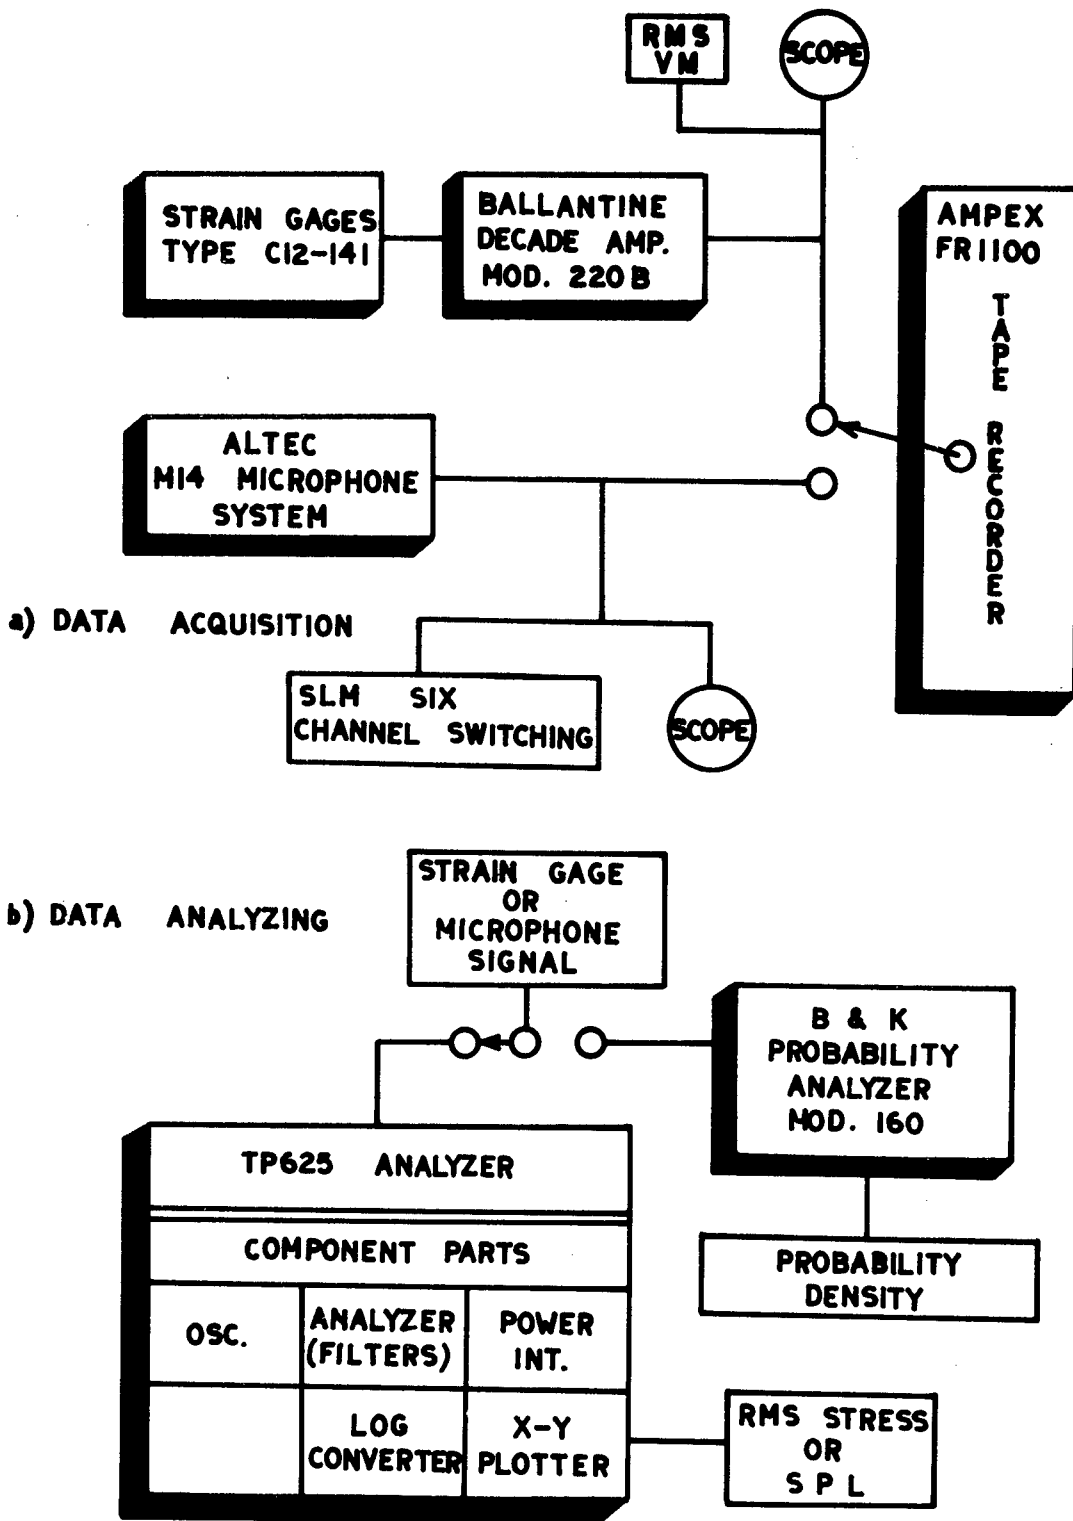 RMS
VM
SCOPE
STRAIN GAGES
TYPE C12-141
BALLANTINE
DECADE AMP.
MOD. 220B
AMPEX
FR1100
TAPE RECORDER
ALTEC
M14 MICROPHONE
SYSTEM
a) DATA ACQUISITION
SLM SIX
CHANNEL SWITCHING
SCOPE
b) DATA ANALYZING
STRAIN GAGE
OR
MICROPHONE
SIGNAL
B & K
PROBABILITY
ANALYZER
MOD. 160
TP625 ANALYZER
COMPONENT PARTS
OSC.
ANALYZER
(FILTERS)
POWER
INT.
LOG
CONVERTER
X-Y
PLOTTER
PROBABILITY
DENSITY
RMS STRESS
OR
SPL